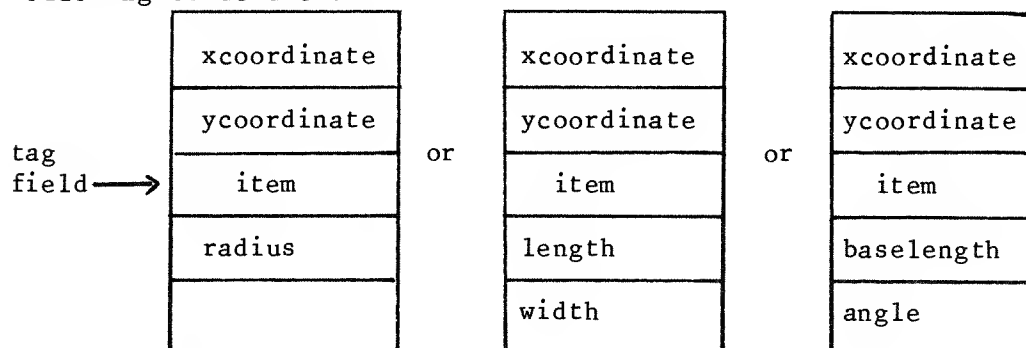 xcoordinate xcoordinate xcoordinate
ycoordinate ycoordinate ycoordinate
tag or or
field item item item
radius length baselength
width angle